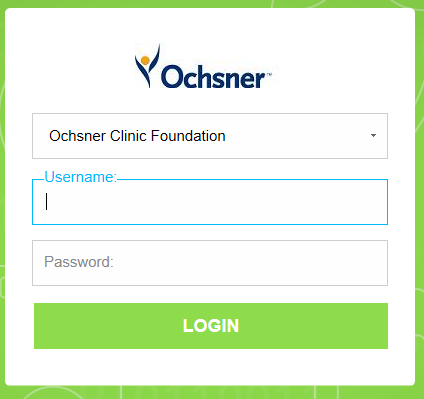 Ochsner™
Ochsner Clinic Foundation
Username:
Password:
LOGIN